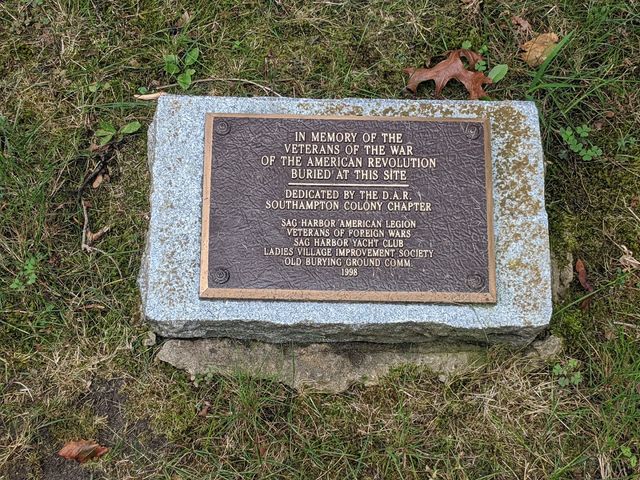 IN MEMORY OF THE
VETERANS OF THE WAR
OF THE AMERICAN REVOLUTION
BURIED AT THIS SITE
DEDICATED BY THE D.A.R.
SOUTHAMPTON COLONY CHAPTER
SAG HARBOR AMERICAN LEGION
VETERANS OF FOREIGN WARS
SAG HARBOR YACHT CLUB
LADIES VILLAGE IMPROVEMENT SOCIETY
OLD BURYING GROUND COMM.
1998